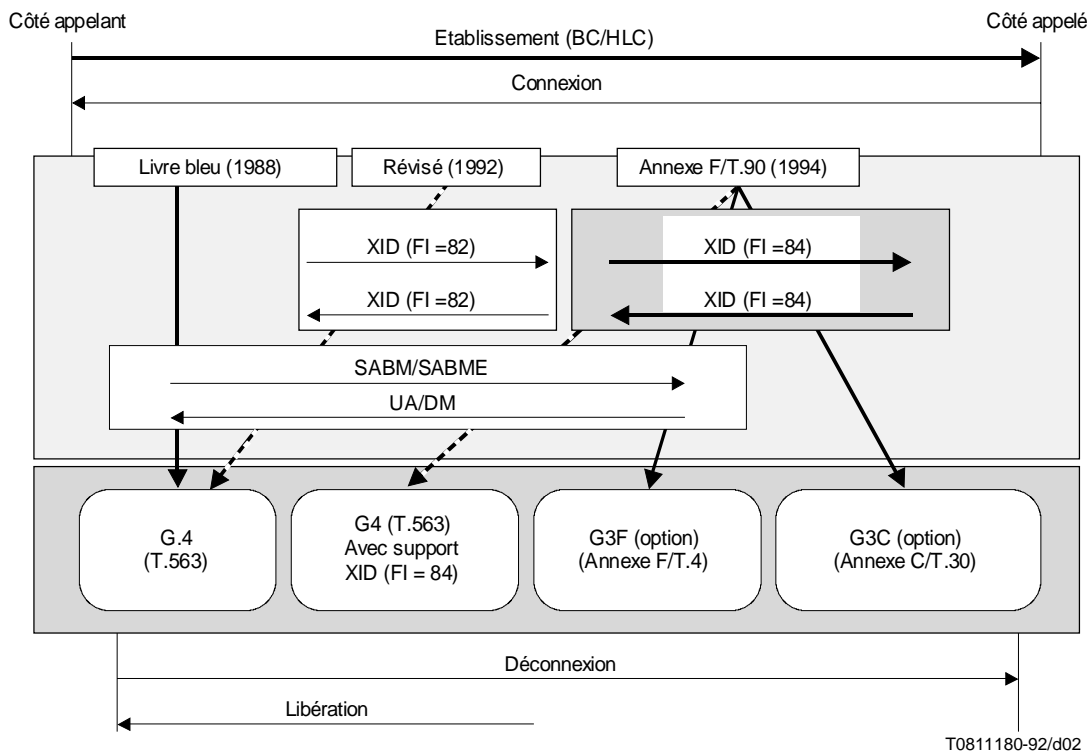 Côté appelant
Côté appelé
Etablissement (BC/HLC)
Connexion
Livre bleu (1988)
Révisé (1992)
Annexe F/T.90 (1994)
XID (FI =82)
XID (FI =84)
XID (FI =82)
XID (FI =84)
SABM/SABME
UA/DM
G.4
(T.563)
G4 (T.563)
Avec support
XID (FI = 84)
G3F (option)
(Annexe F/T.4)
G3C (option)
(Annexe C/T.30)
Déconnexion
Libération
T0811180-92/d02